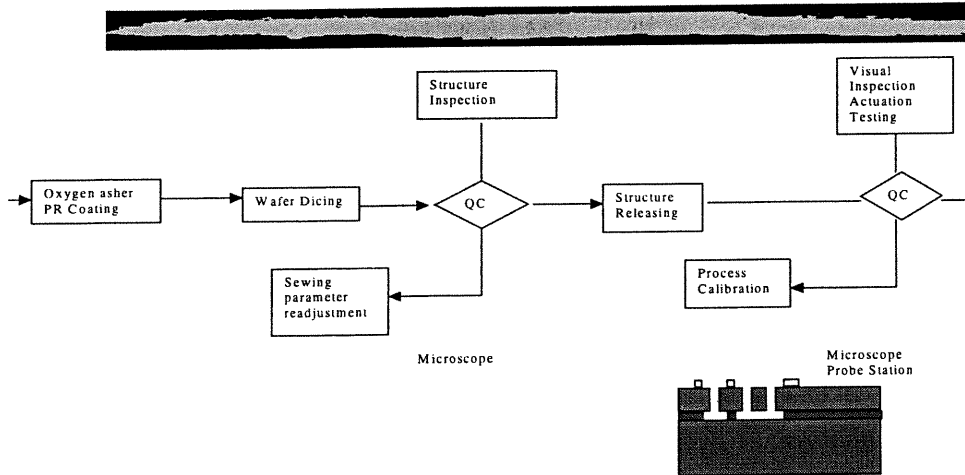 Structure
Inspection
Visual
Inspection
Actuation
Testing
Oxygen asher
PR Coating
Wafer Dicing
QC
Structure
Releasing
QC
Sewing
parameter
readjustment
Process
Calibration
Microscope
Microscope
Probe Station